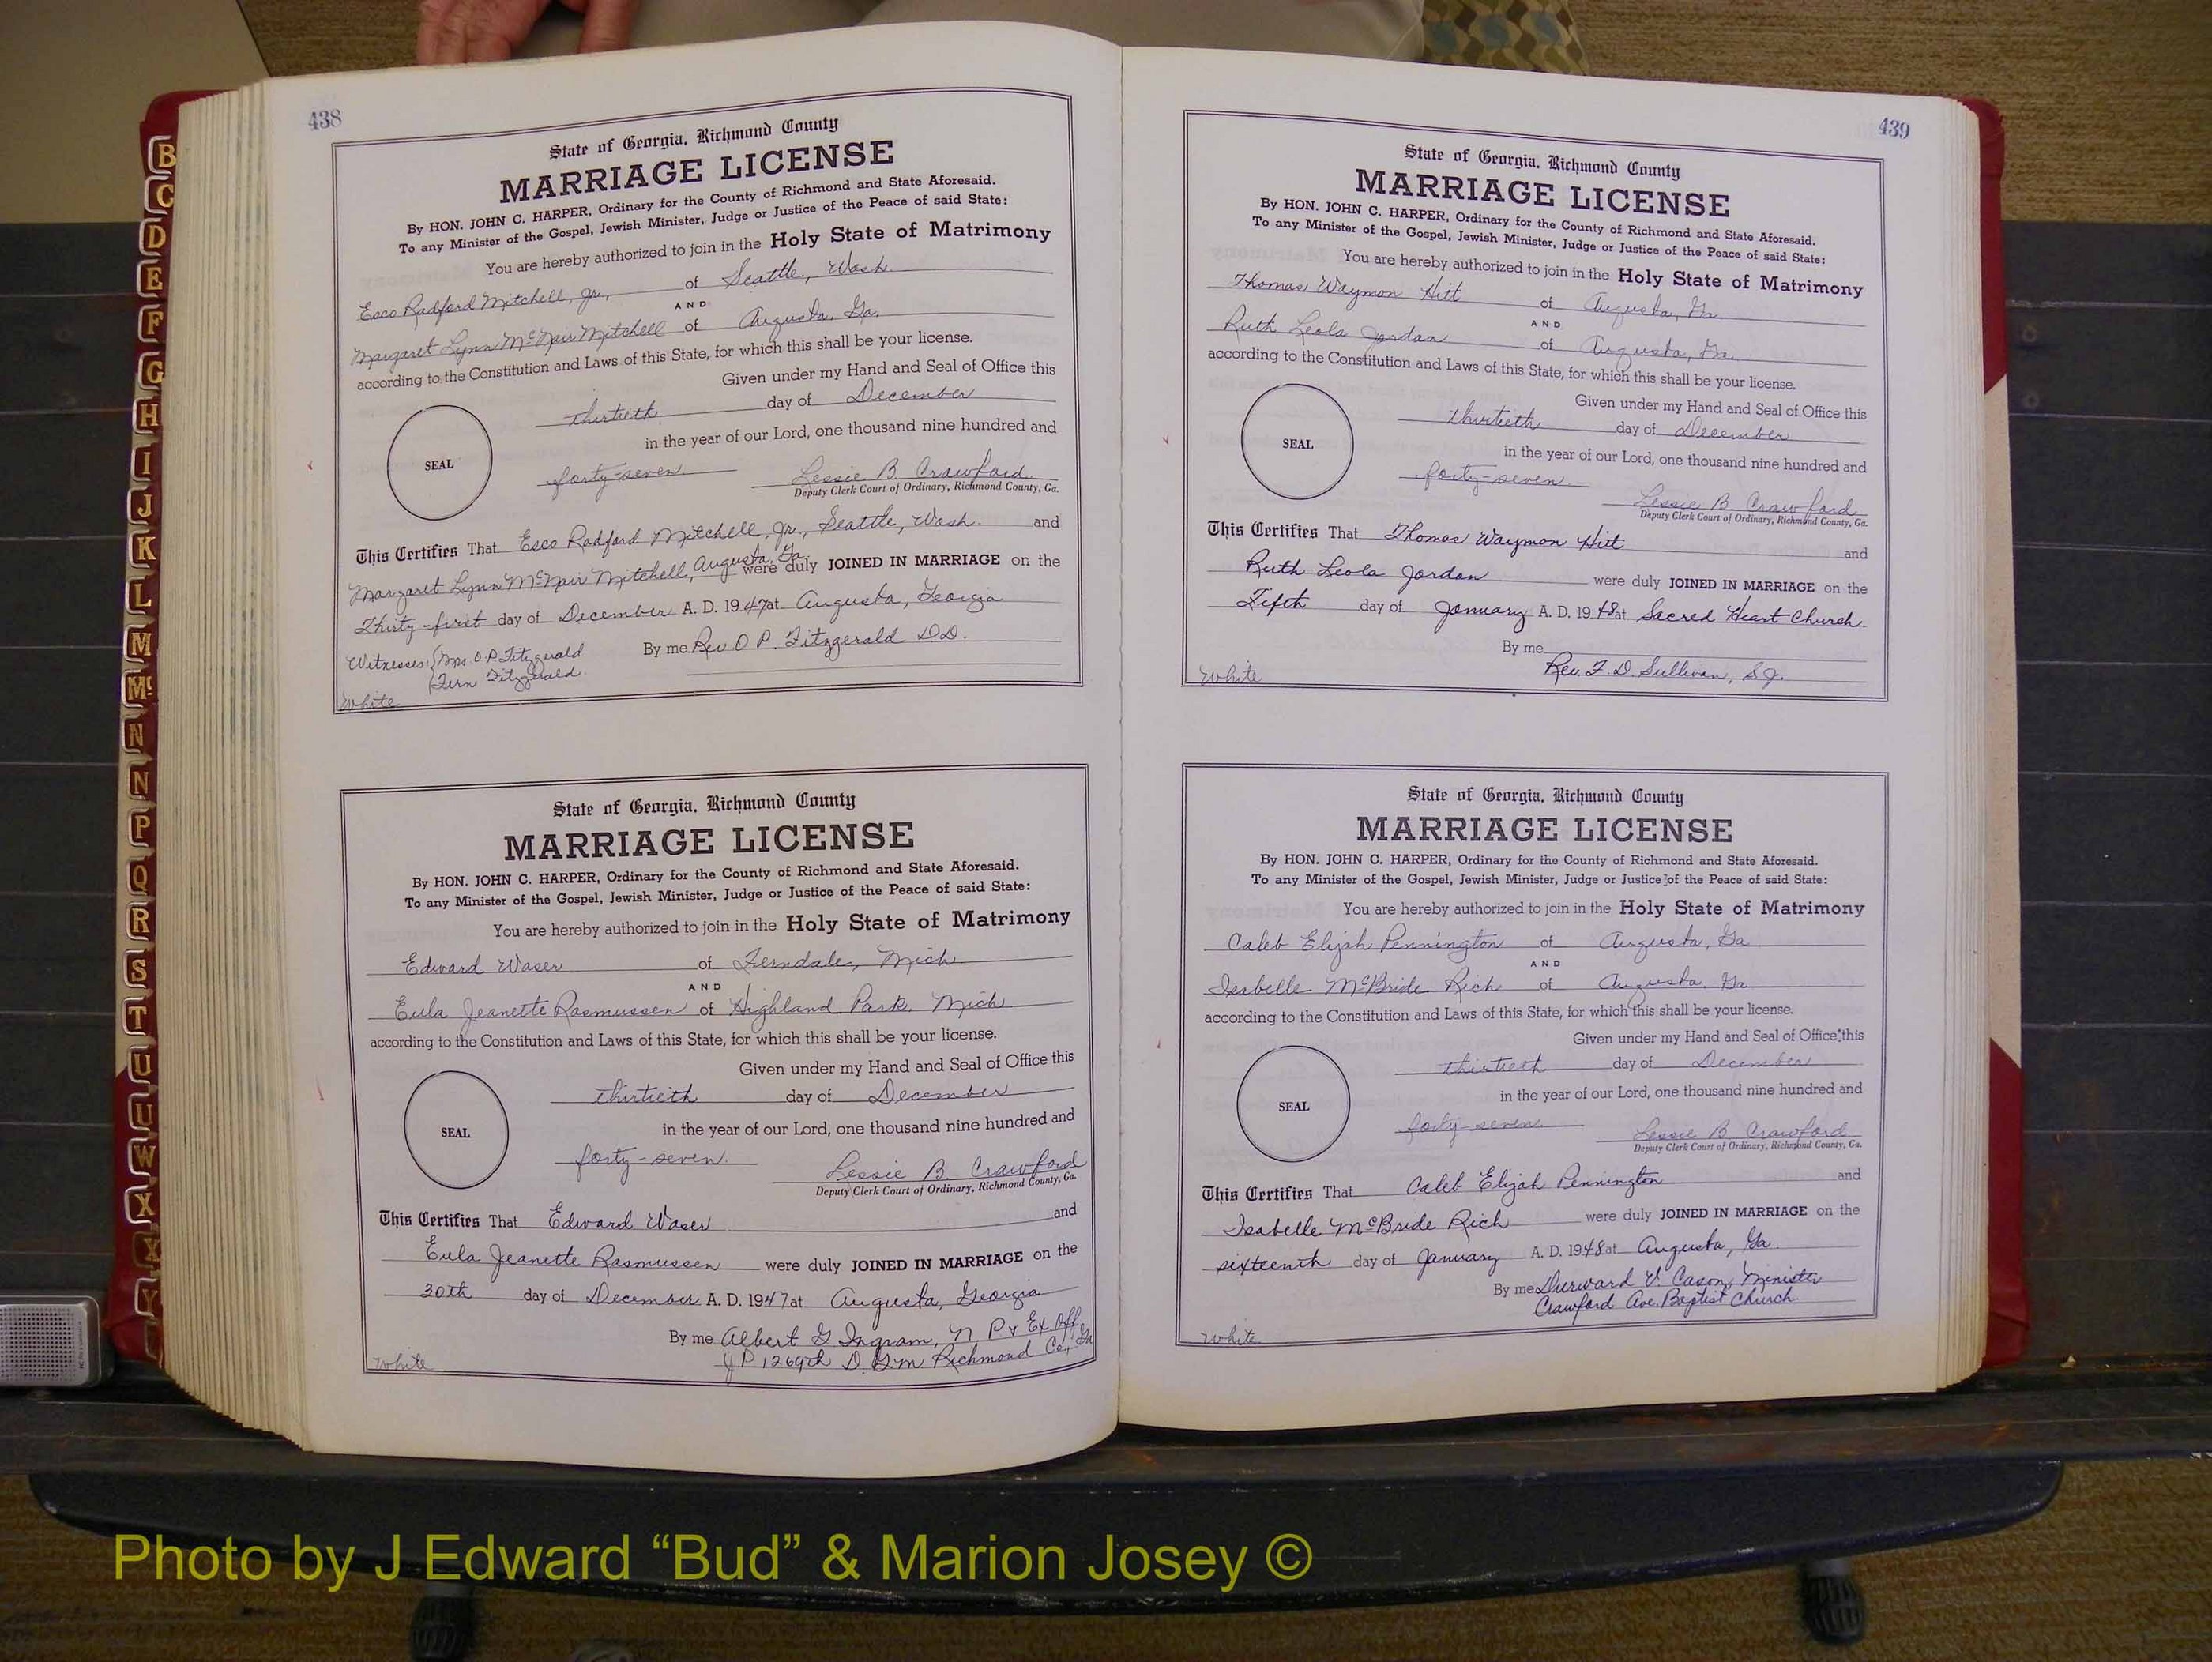 438
State of Georgia, Richmond County
MARRIAGE LICENSE
By HON. JOHN C. HARPER, Ordinary for the County of Richmond and State Aforesaid.
To any Minister of the Gospel, Jewish Minister, Judge or Justice of the Peace of said State:
You are hereby authorized to join in the Holy State of Matrimony
Esco Radford Mitchell, Jr., of Seattle, Wash.
AND
Margaret Lynn McNair Mitchell of Augusta, Ga.
according to the Constitution and Laws of this State, for which this shall be your license.
Given under my Hand and Seal of Office this
thirtieth day of December
in the year of our Lord, one thousand nine hundred and
SEAL
forty-seven. Lessie B. Crawford
Deputy Clerk Court of Ordinary, Richmond County, Ga.
This Certifies That Esco Radford Mitchell, Jr., Seattle, Wash. and
Margaret Lynn McNair Mitchell, Augusta, Ga. were duly JOINED IN MARRIAGE on the
Thirty-first day of December A. D. 1947 at Augusta, Georgia
By me Rev O P. Fitzgerald D.D.
Witnesses: { Mrs O P. Fitzgerald
{ Fern Fitzgerald
White
State of Georgia, Richmond County
MARRIAGE LICENSE
By HON. JOHN C. HARPER, Ordinary for the County of Richmond and State Aforesaid.
To any Minister of the Gospel, Jewish Minister, Judge or Justice of the Peace of said State:
You are hereby authorized to join in the Holy State of Matrimony
Edward Waser of Ferndale, Mich
AND
Eula Jeanette Rasmussen of Highland Park, Mich
according to the Constitution and Laws of this State, for which this shall be your license.
Given under my Hand and Seal of Office this
thirtieth day of December
in the year of our Lord, one thousand nine hundred and
SEAL
forty-seven. Lessie B. Crawford
Deputy Clerk Court of Ordinary, Richmond County, Ga.
This Certifies That Edward Waser and
Eula Jeanette Rasmussen were duly JOINED IN MARRIAGE on the
30th day of December A. D. 1947 at Augusta, Georgia
By me Albert G Ingram, N P & Ex. Off.
J P 1269th D. G.M Richmond Co, Ga
White
439
State of Georgia, Richmond County
MARRIAGE LICENSE
By HON. JOHN C. HARPER, Ordinary for the County of Richmond and State Aforesaid.
To any Minister of the Gospel, Jewish Minister, Judge or Justice of the Peace of said State:
You are hereby authorized to join in the Holy State of Matrimony
Thomas Waymon Hitt of Augusta, Ga.
AND
Ruth Leola Jordan of Augusta, Ga.
according to the Constitution and Laws of this State, for which this shall be your license.
Given under my Hand and Seal of Office this
thirtieth day of December
in the year of our Lord, one thousand nine hundred and
SEAL
forty-seven. Lessie B. Crawford
Deputy Clerk Court of Ordinary, Richmond County, Ga.
This Certifies That Thomas Waymon Hitt and
Ruth Leola Jordan were duly JOINED IN MARRIAGE on the
Fifth day of January A. D. 1948 at Sacred Heart Church.
By me
Rev. F. D. Sullivan, S.J.
White
State of Georgia, Richmond County
MARRIAGE LICENSE
By HON. JOHN C. HARPER, Ordinary for the County of Richmond and State Aforesaid.
To any Minister of the Gospel, Jewish Minister, Judge or Justice of the Peace of said State:
You are hereby authorized to join in the Holy State of Matrimony
Caleb Elijah Pennington of Augusta, Ga
AND
Isabelle McBride Rich of Augusta, Ga.
according to the Constitution and Laws of this State, for which this shall be your license.
Given under my Hand and Seal of Office this
thirtieth day of December
in the year of our Lord, one thousand nine hundred and
SEAL
forty-seven. Lessie B. Crawford
Deputy Clerk Court of Ordinary, Richmond County, Ga.
This Certifies That Caleb Elijah Pennington and
Isabelle McBride Rich were duly JOINED IN MARRIAGE on the
sixteenth day of January A. D. 1948 at Augusta, Ga.
By me Durward V. Cason, Minister
Crawford Ave. Baptist Church.
White
B
C
D
E
F
G
H
I
J
K
L
M
Mc
N
N
P
Q
R
S
T
U
U
W
X
X
Y
Photo by J Edward “Bud” & Marion Josey ©